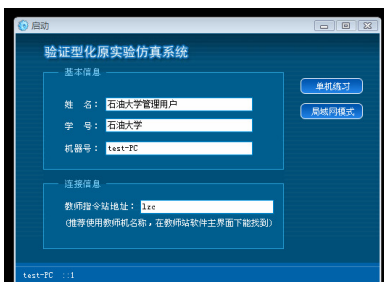 启动
验证型化原实验仿真系统
基本信息
姓 名： 石油大学管理用户
学 号： 石油大学
机器号： test-PC
单机练习
局域网模式
连接信息
教师指令站地址： lzc
(推荐使用教师机名称，在教师站软件主界面下能找到)
test-PC ::1